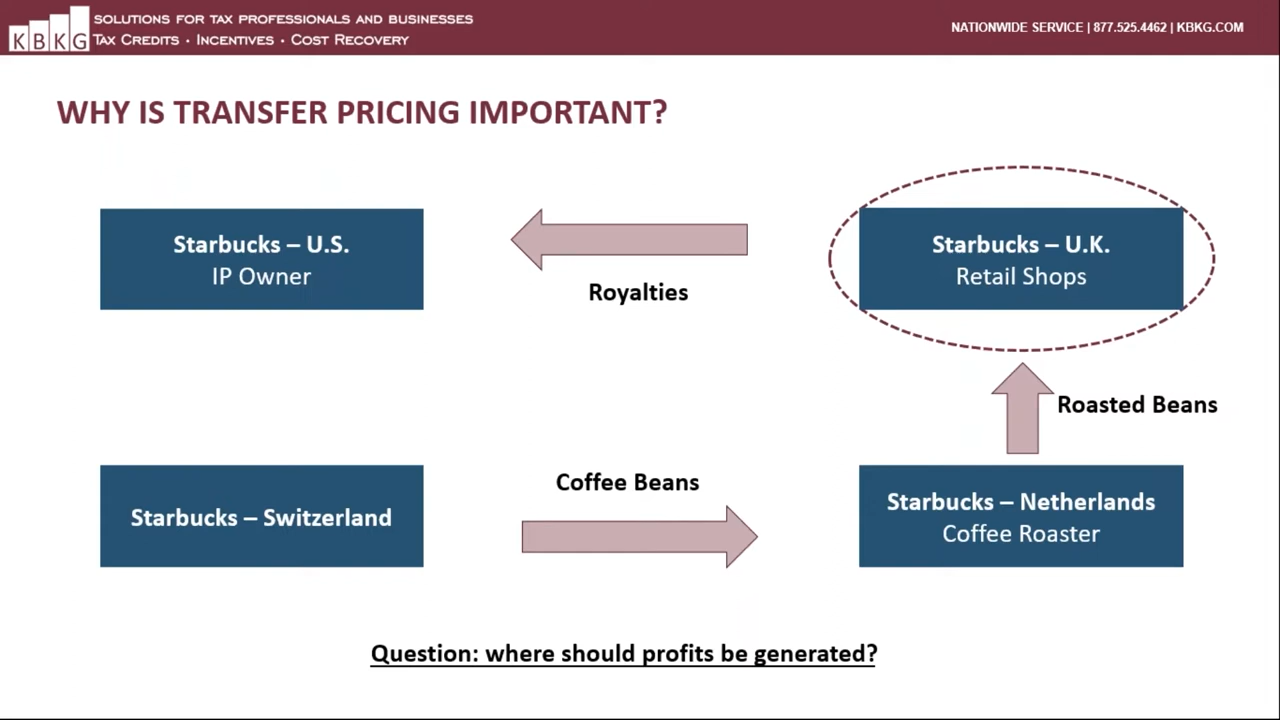 KBKG
SOLUTIONS FOR TAX PROFESSIONALS AND BUSINESSES
TAX CREDITS · INCENTIVES · COST RECOVERY
NATIONWIDE SERVICE | 877.525.4462 | KBKG.COM
WHY IS TRANSFER PRICING IMPORTANT?
Starbucks – U.S.
IP Owner
Royalties
Starbucks – U.K.
Retail Shops
Roasted Beans
Starbucks – Switzerland
Coffee Beans
Starbucks – Netherlands
Coffee Roaster
Question: where should profits be generated?